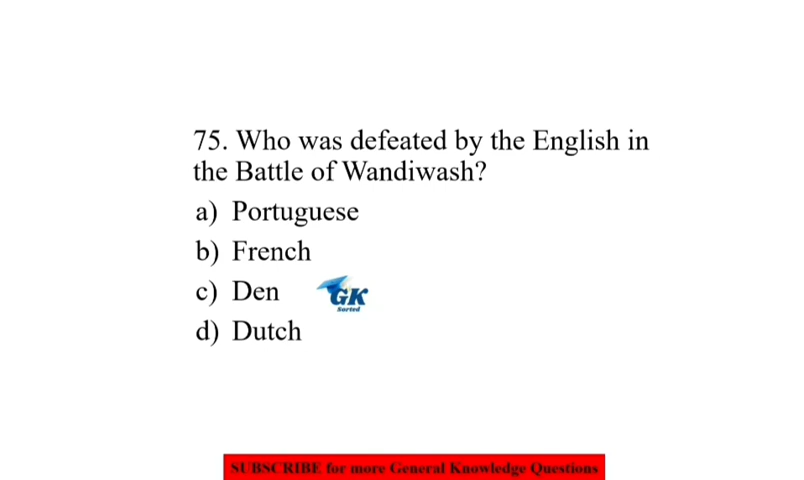 75. Who was defeated by the English in
the Battle of Wandiwash?
a) Portuguese
b) French
c) Den
GK
Sorted
d) Dutch
SUBSCRIBE for more General Knowledge Questions